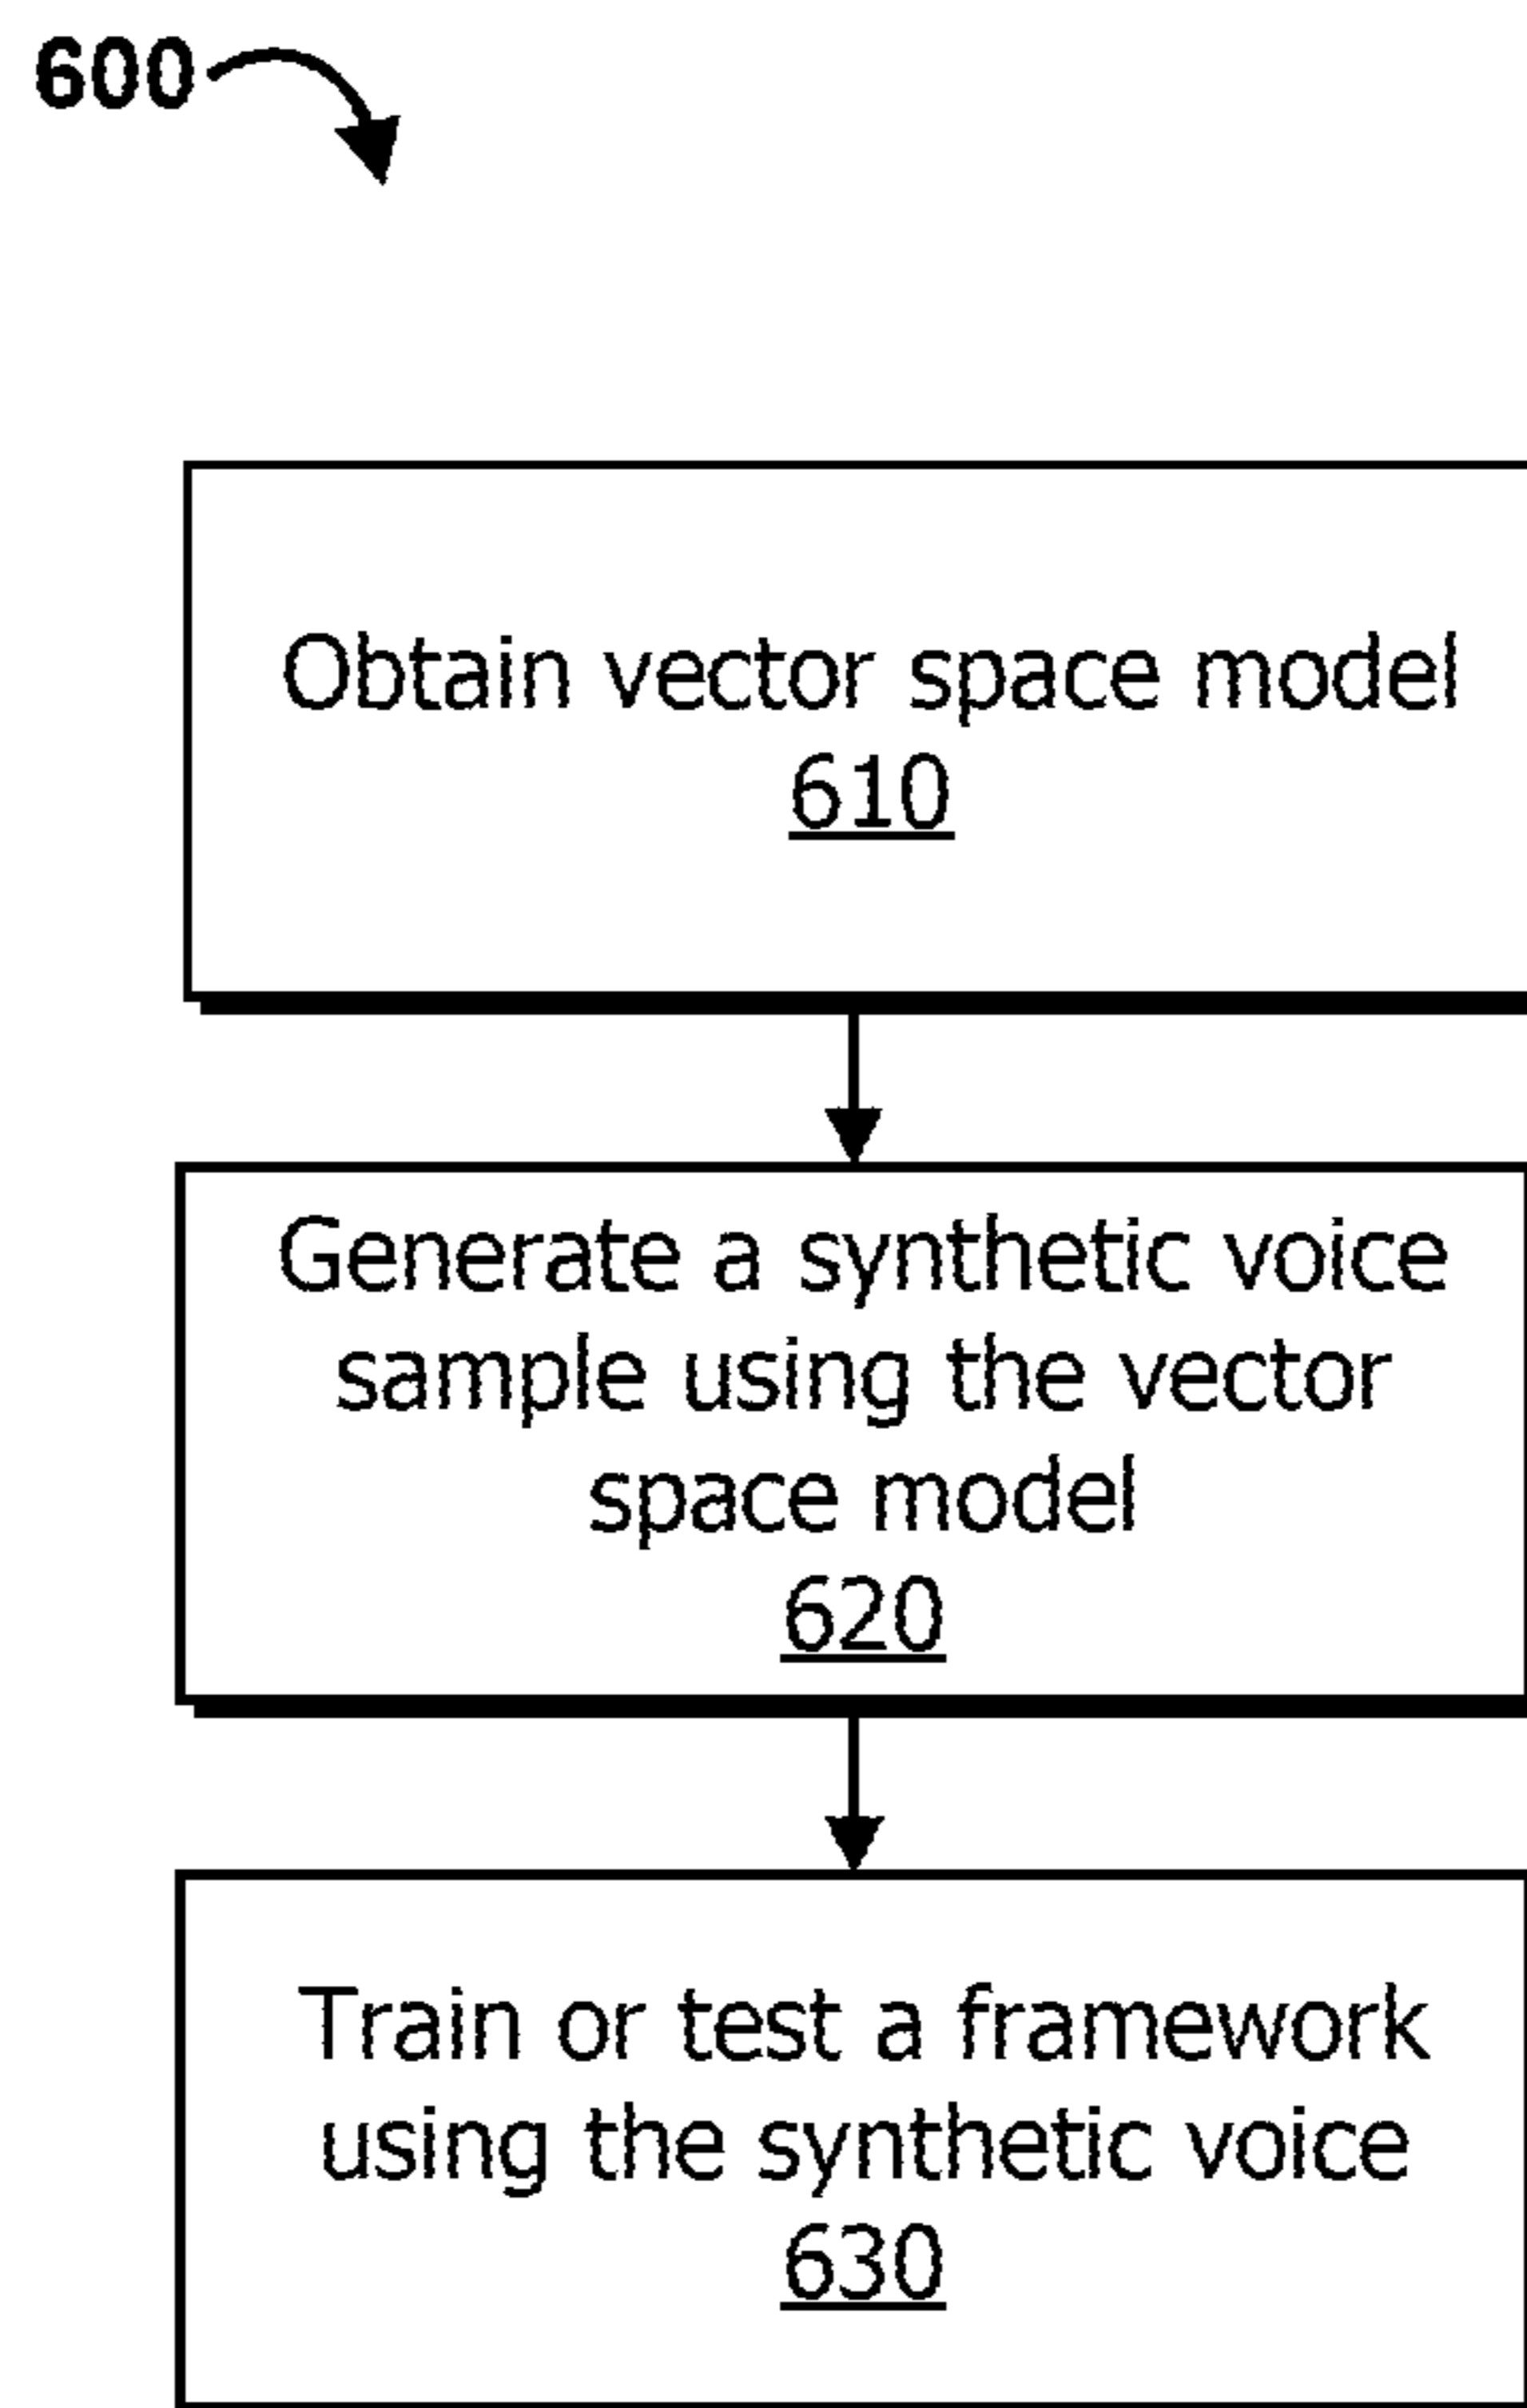 600
Obtain vector space model
610
Generate a synthetic voice
sample using the vector
space model
620
Train or test a framework
using the synthetic voice
630